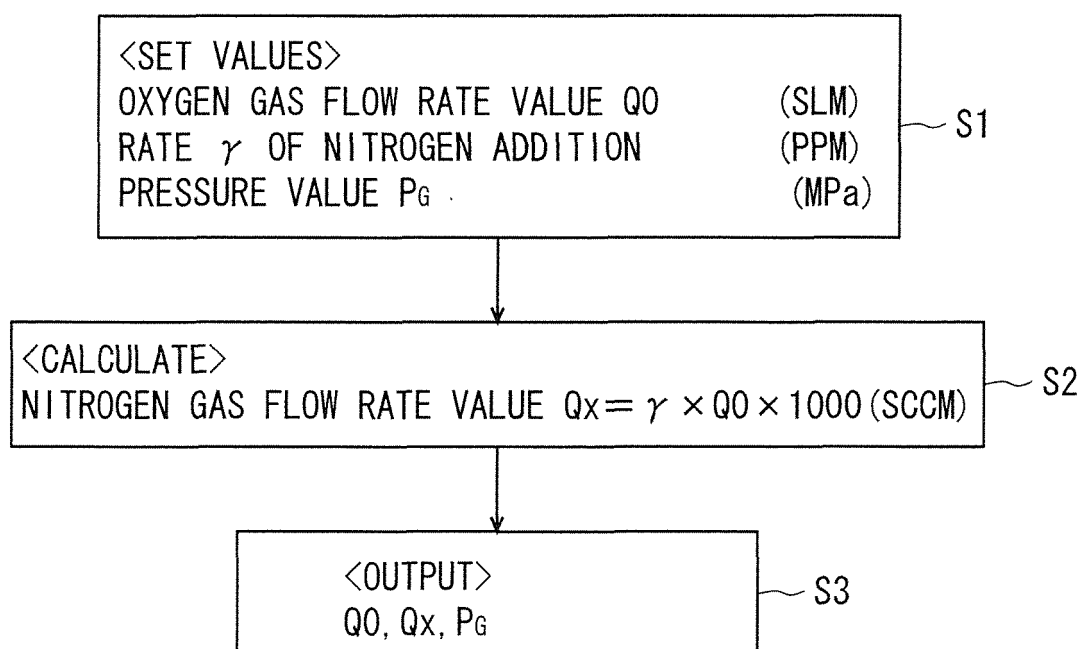 <SET VALUES>
OXYGEN GAS FLOW RATE VALUE Q0 (SLM)
RATE γ OF NITROGEN ADDITION (PPM)
PRESSURE VALUE PG (MPa)
S1
<CALCULATE>
NITROGEN GAS FLOW RATE VALUE Qx=γ×Q0×1000(SCCM)
S2
<OUTPUT>
Q0, Qx, PG
S3